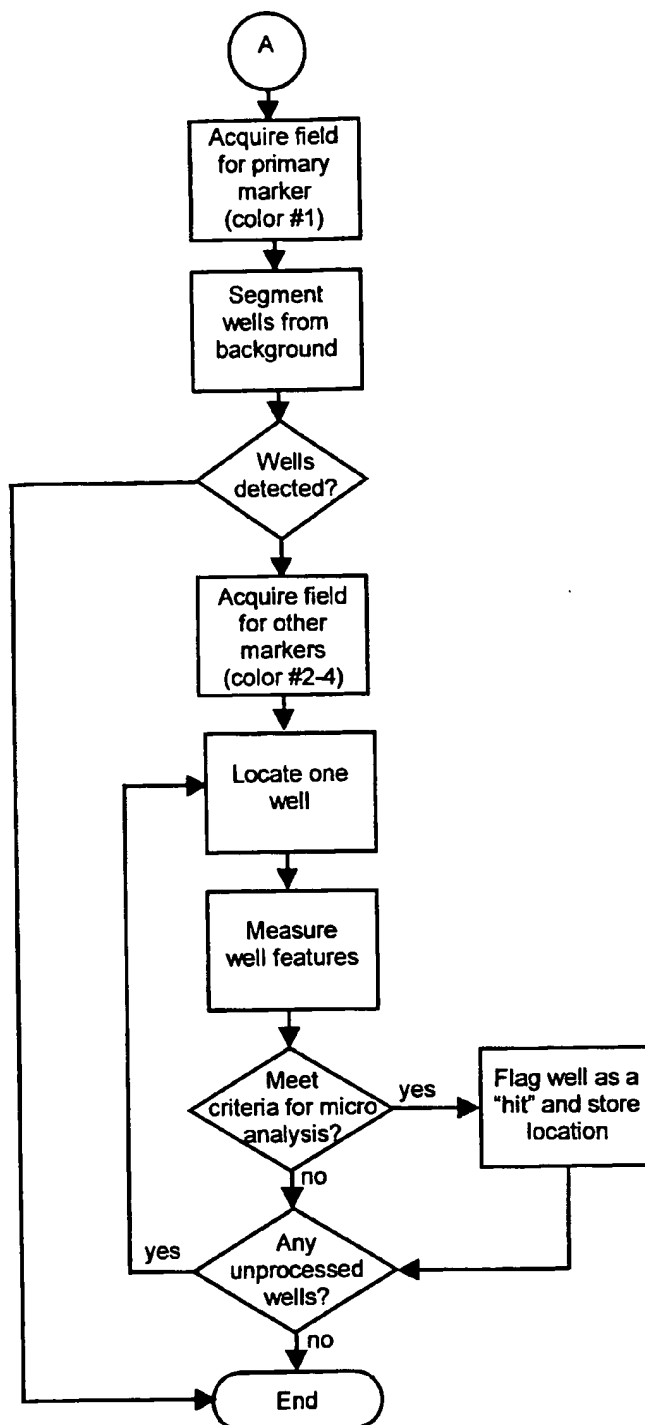 A
Acquire field
for primary
marker
(color #1)
Segment
wells from
background
Wells
detected?
Acquire field
for other
markers
(color #2-4)
Locate one
well
Measure
well features
Meet
criteria for micro
analysis?
yes
Flag well as a
"hit" and store
location
no
Any
unprocessed
wells?
yes
no
End